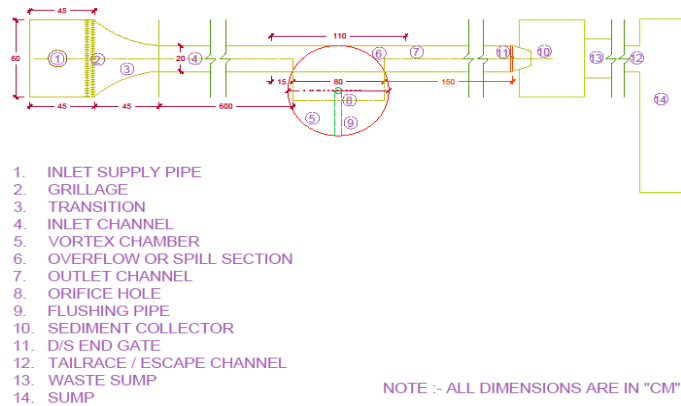 45
110
60
1
2
3
20
4
6
7
11
10
13
12
14
15
80
150
8
5
9
45
45
600
1. INLET SUPPLY PIPE
2. GRILLAGE
3. TRANSITION
4. INLET CHANNEL
5. VORTEX CHAMBER
6. OVERFLOW OR SPILL SECTION
7. OUTLET CHANNEL
8. ORIFICE HOLE
9. FLUSHING PIPE
10. SEDIMENT COLLECTOR
11. D/S END GATE
12. TAILRACE / ESCAPE CHANNEL
13. WASTE SUMP
14. SUMP
NOTE :- ALL DIMENSIONS ARE IN "CM"